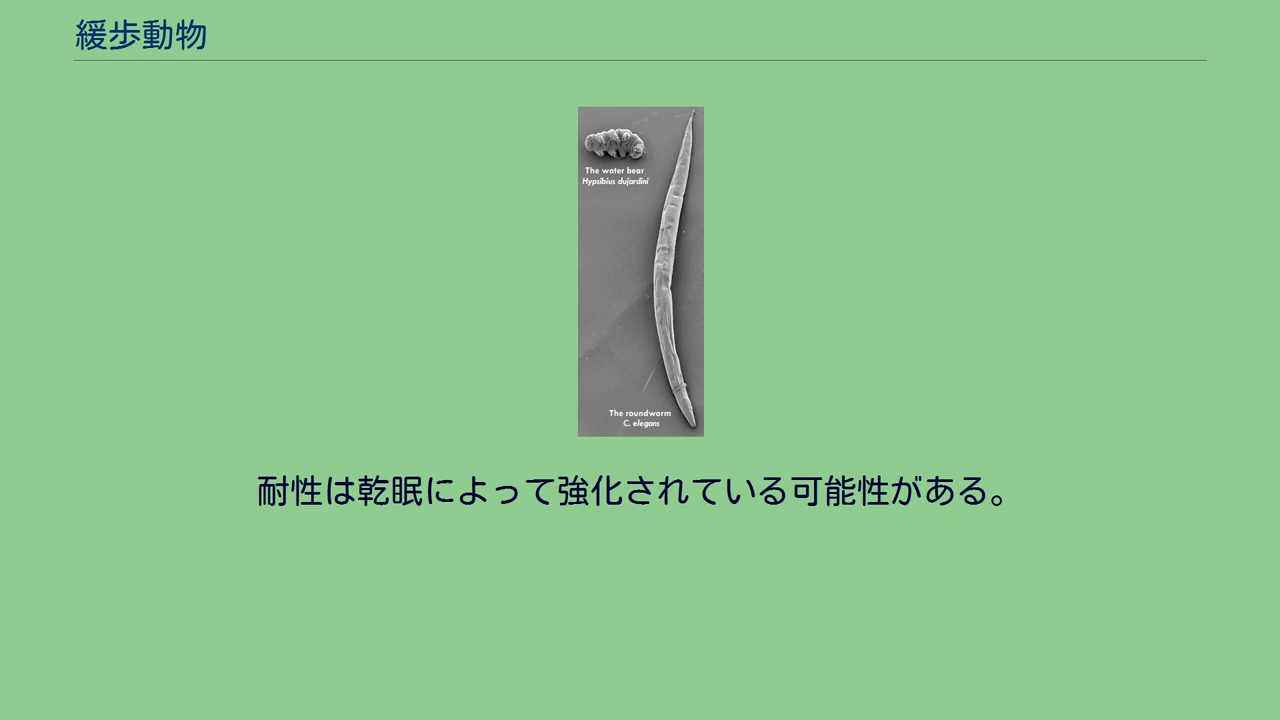 緩歩動物
The water bear
Hypsibius dujardini
The roundworm
C. elegans
耐性は乾眠によって強化されている可能性がある。